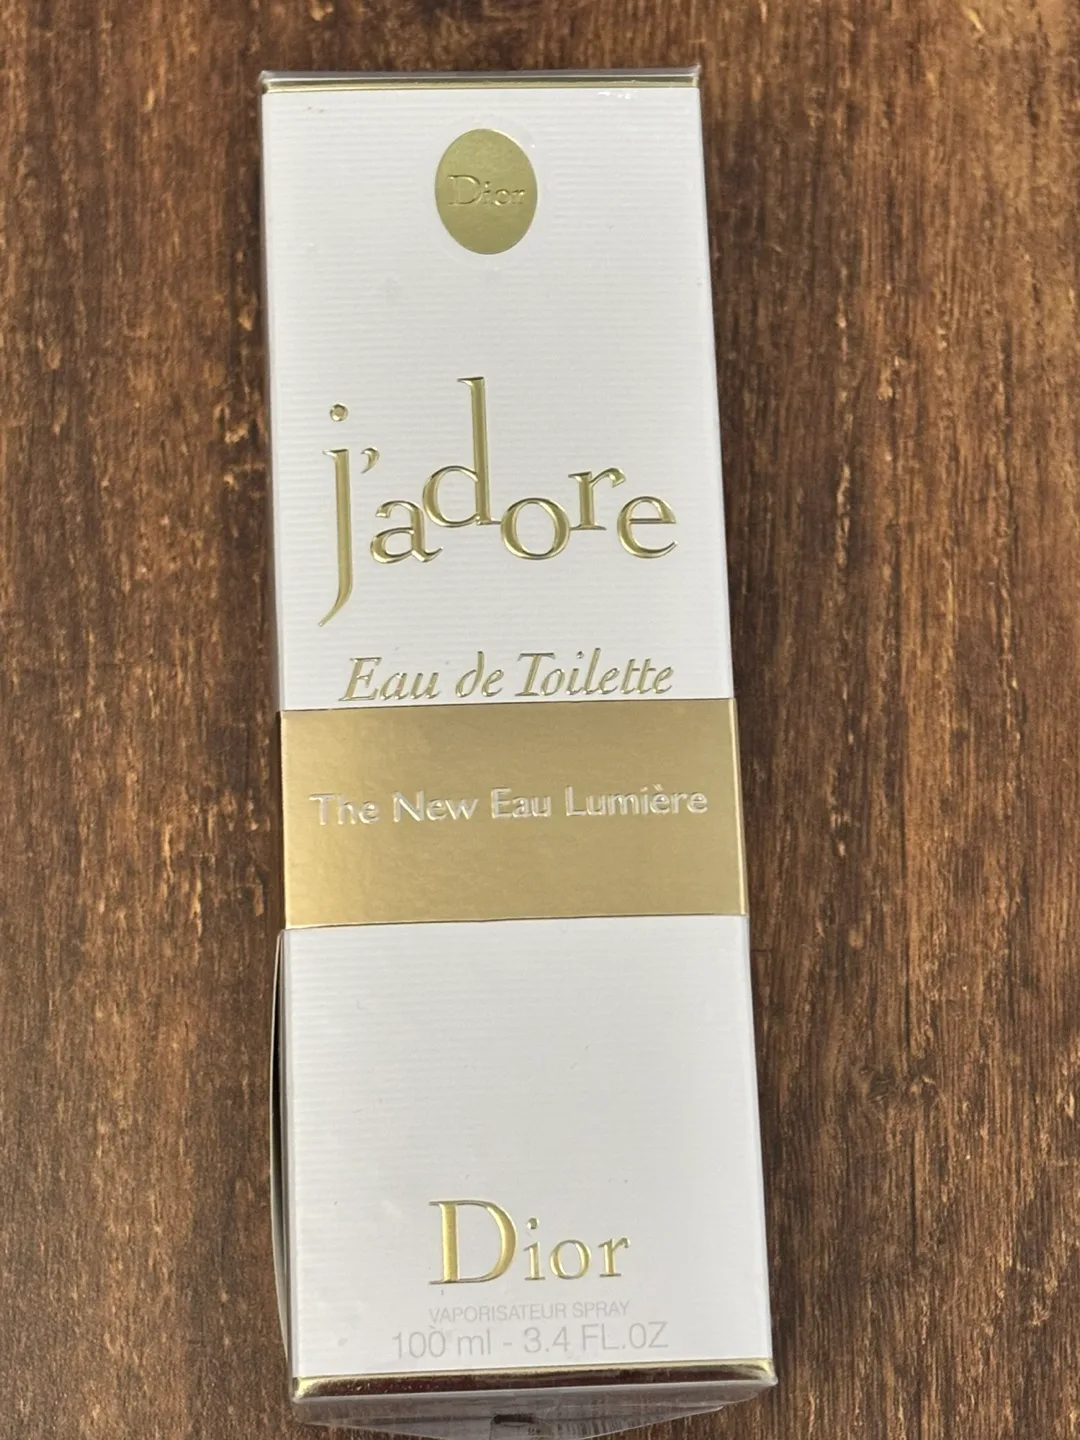 Dior
j'adore
Eau de Toilette
The New Eau Lumière
Dior
VAPORISATEUR SPRAY
100 ml - 3.4 FL.OZ